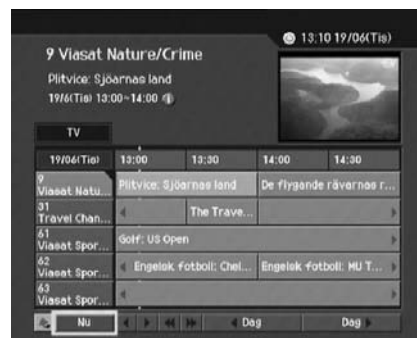 13:10 19/06(Tis)
9 Viasat Nature/Crime
Plitvice: Sjöarnas land
19/6(Tis) 13:00~14:00
TV
19/06(Tis) 13:00 13:30 14:00 14:30
9
Viasat Natu... Plitvice: Sjöarnas land De flygande rävarnas r...
31
Travel Chan... The Trave...
61
Viasat Spor... Golf: US Open
62
Viasat Spor... Engelsk fotboll: Chel... Engelsk fotboll: MU T...
63
Viasat Spor...
Nu Dag Dag